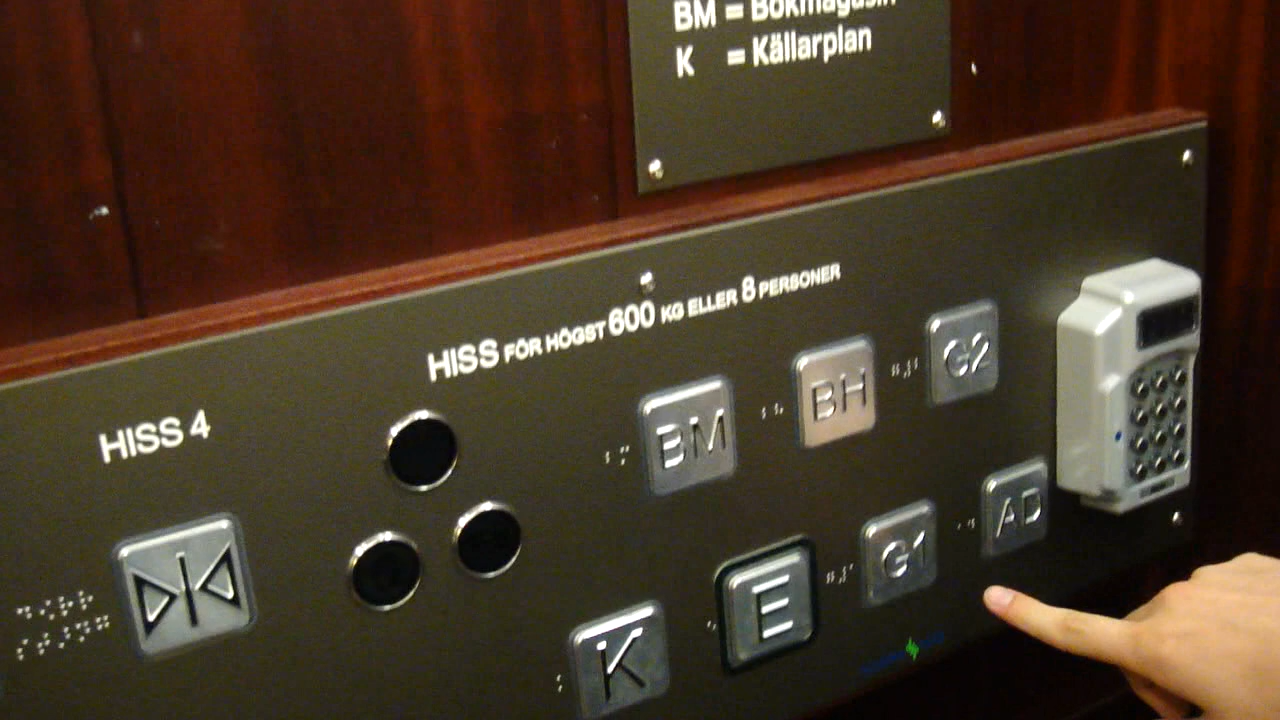 BM = Bokmagasin
K = Källarplan
HISS FÖR HÖGST 600 KG ELLER 8 PERSONER
HISS 4
BM BH G2
K E G1 AD